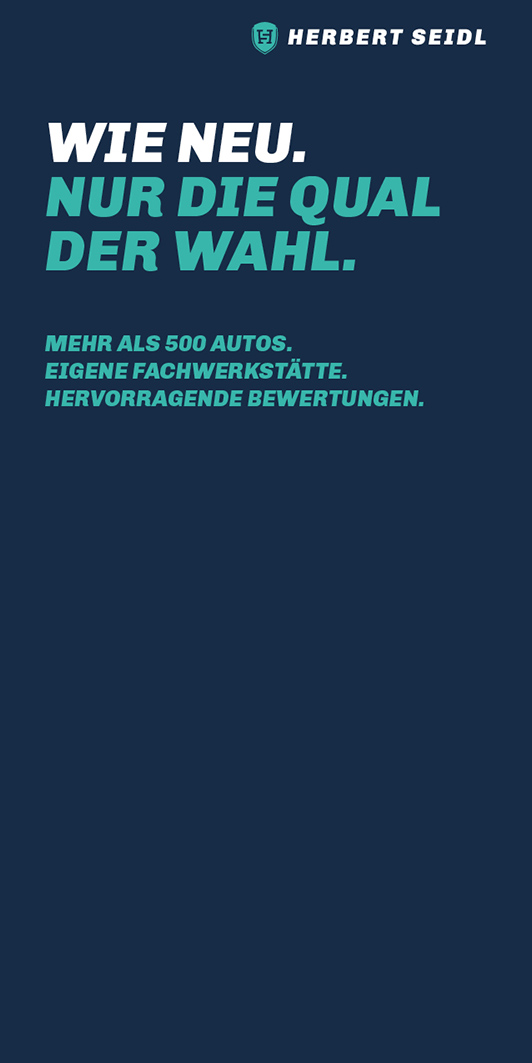 HERBERT SEIDL
WIE NEU.
NUR DIE QUAL
DER WAHL.
MEHR ALS 500 AUTOS.
EIGENE FACHWERKSTÄTTE.
HERVORRAGENDE BEWERTUNGEN.